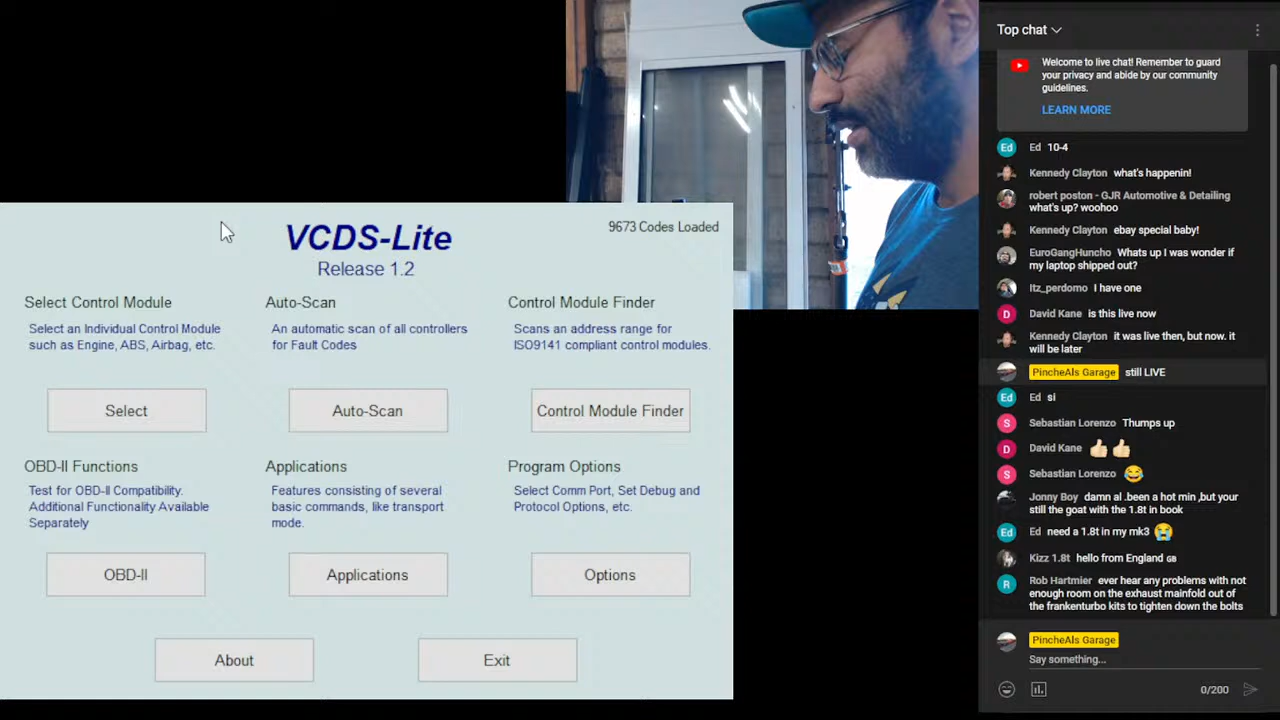 VCDS-Lite
Release 1.2
9673 Codes Loaded
Select Control Module
Select an Individual Control Module
such as Engine, ABS, Airbag, etc.
Select
Auto-Scan
An automatic scan of all controllers
for Fault Codes
Auto-Scan
Control Module Finder
Scans an address range for
ISO9141 compliant control modules.
Control Module Finder
OBD-II Functions
Test for OBD-II Compatibility.
Additional Functionality Available
Separately
OBD-II
Applications
Features consisting of several
basic commands, like transport
mode.
Applications
Program Options
Select Comm Port, Set Debug and
Protocol Options, etc.
Options
About
Exit
Top chat
Welcome to live chat! Remember to guard
your privacy and abide by our community
guidelines.
LEARN MORE
Ed Ed 10-4
Kennedy Clayton what's happenin!
robert poston - GJR Automotive & Detailing
what's up? woohoo
Kennedy Clayton ebay special baby!
EuroGangHuncho Whats up I was wonder if
my laptop shipped out?
Itz_perdomo I have one
D David Kane is this live now
Kennedy Clayton it was live then, but now. it
will be later
PincheAls Garage still LIVE
Ed Ed si
S Sebastian Lorenzo Thumps up
D David Kane 👍🏻👍🏻
S Sebastian Lorenzo 😂
Jonny Boy damn al .been a hot min ,but your
still the goat with the 1.8t in book
Ed Ed need a 1.8t in my mk3 😭
Kizz 1.8t hello from England GB
R Rob Hartmier ever hear any problems with not
enough room on the exhaust mainfold out of
the frankenturbo kits to tighten down the bolts
PincheAls Garage
Say something...
0/200